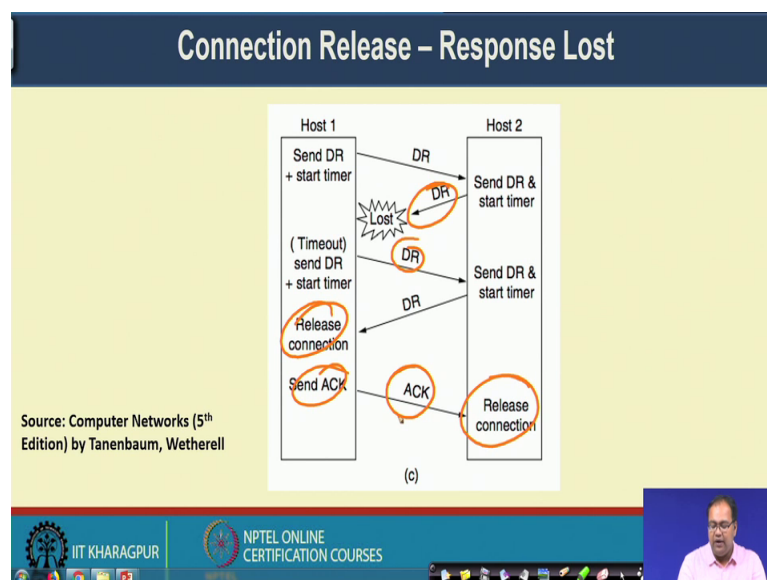 Connection Release – Response Lost
Host 1
Host 2
Send DR
+ start timer
DR
Send DR &
start timer
DR
Lost
( Timeout)
send DR
+ start timer
DR
Send DR &
start timer
DR
Release
connection
Send ACK
ACK
Release
connection
(c)
Source: Computer Networks (5th
Edition) by Tanenbaum, Wetherell
IIT KHARAGPUR
NPTEL ONLINE
CERTIFICATION COURSES